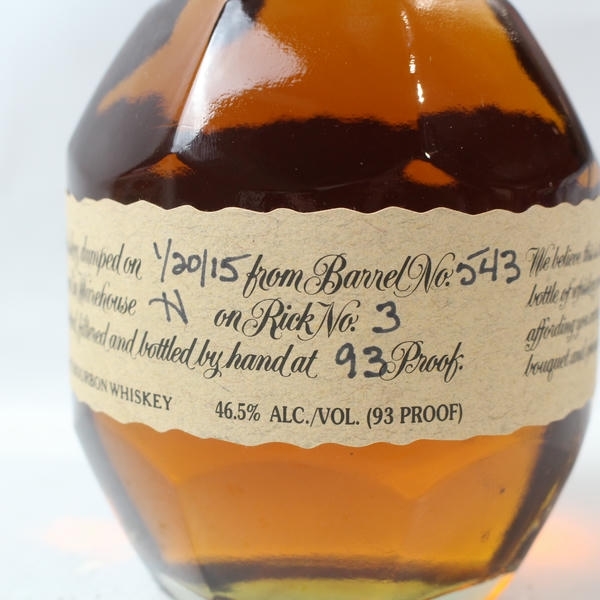 dumped on 1/20/15 from Barrel No: 543 We believe this
Warehouse H on Rick No: 3 bottle of
filtered and bottled by hand at 93 Proof. affording you
BOURBON WHISKEY 46.5% ALC./VOL. (93 PROOF) bouquet and